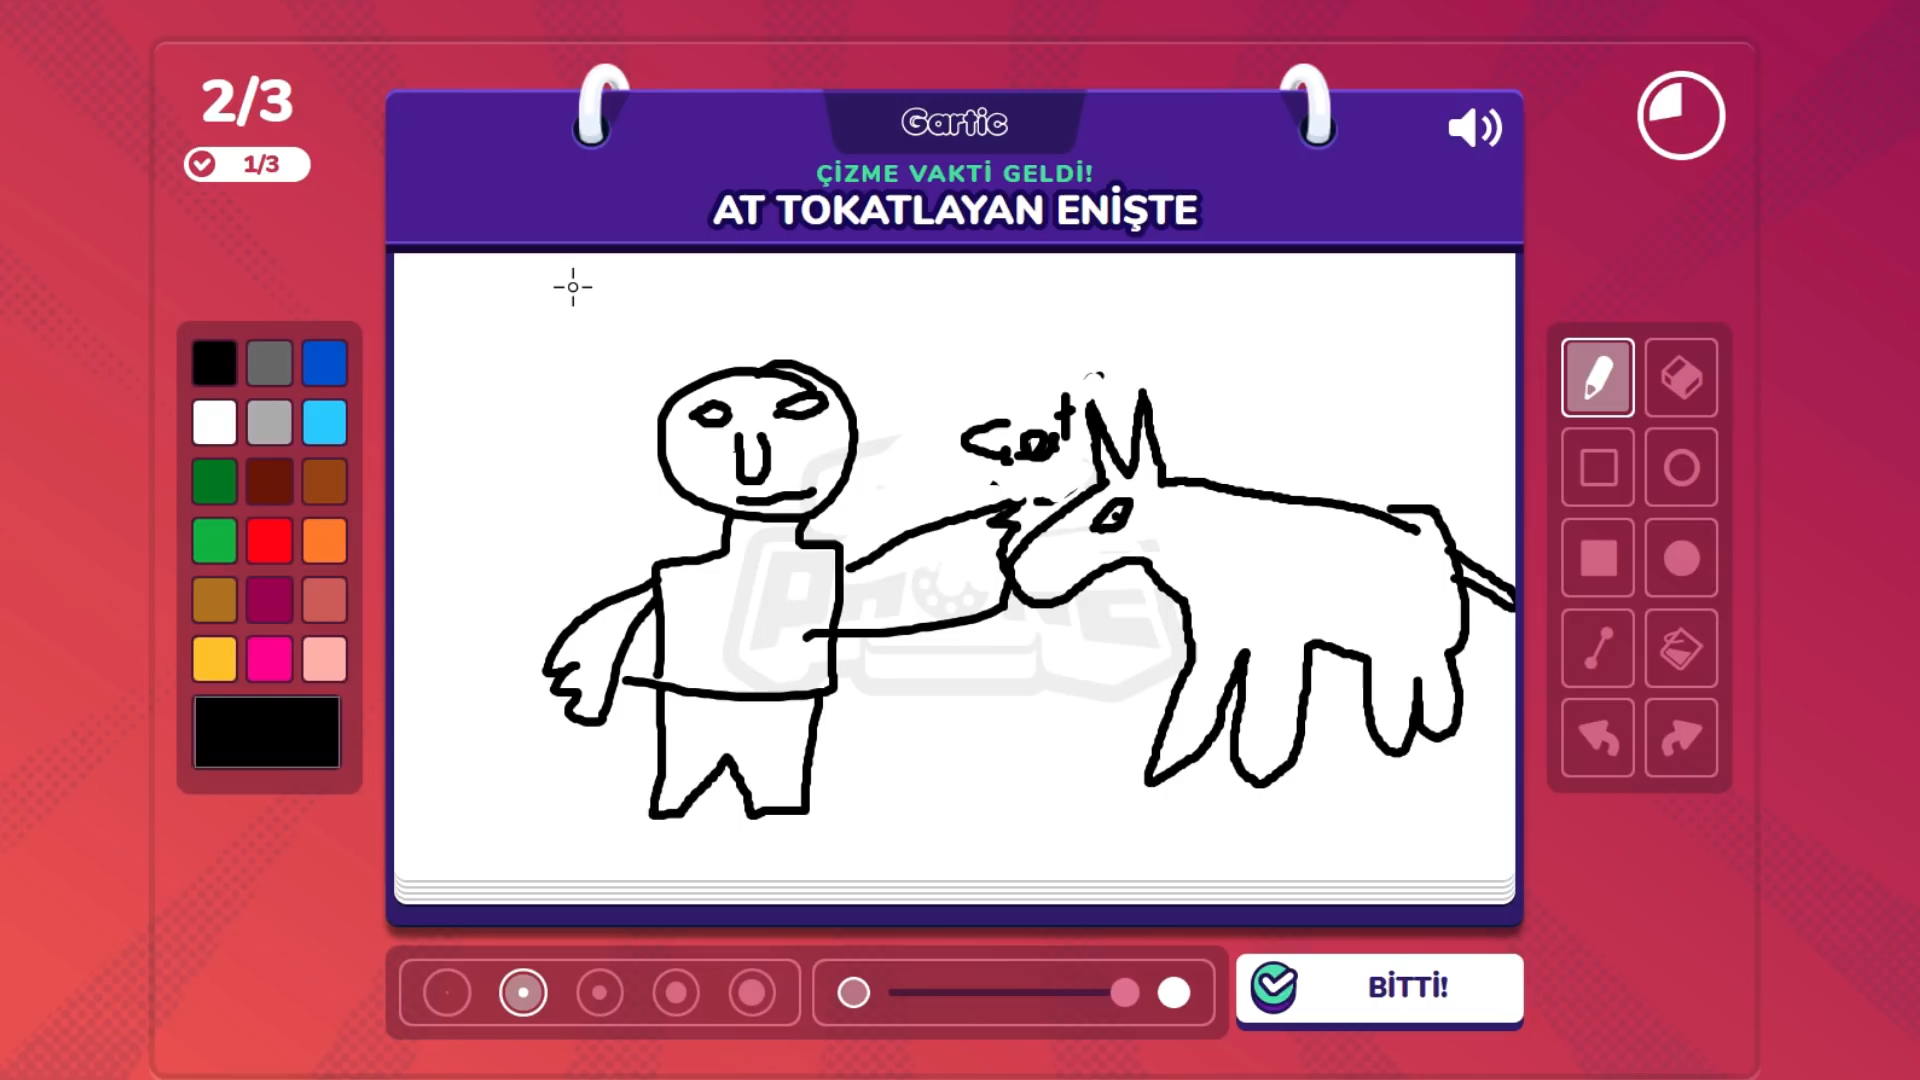 2/3
1/3
Gartic
ÇİZME VAKTİ GELDİ!
AT TOKATLAYAN ENİŞTE
BİTTİ!